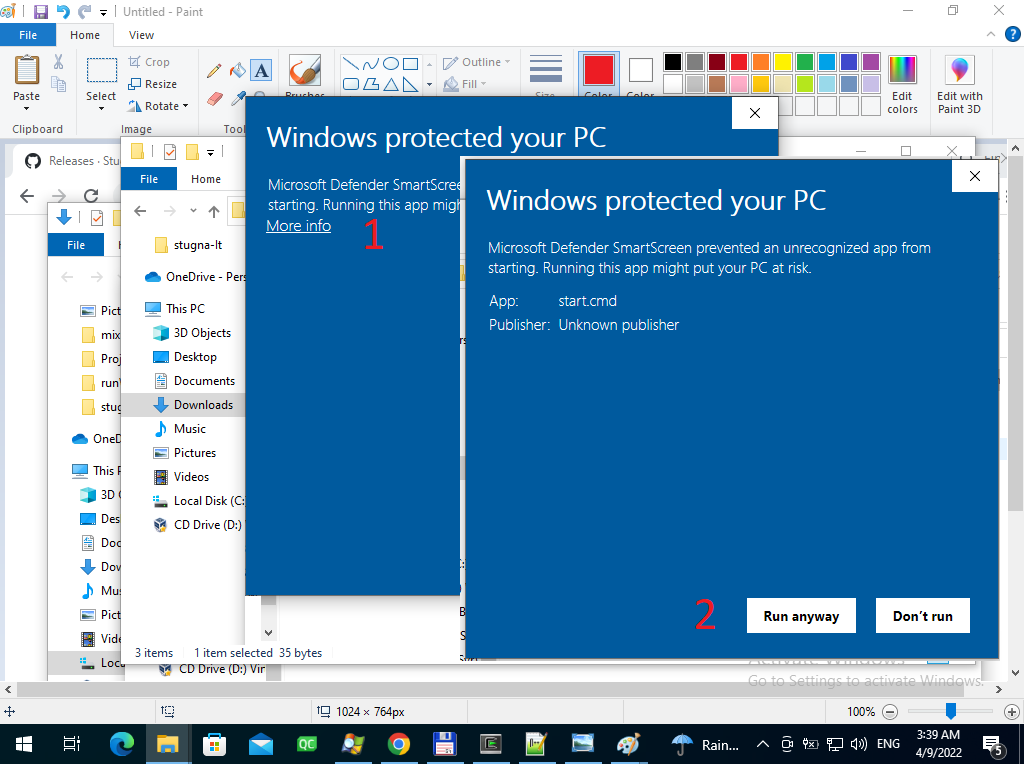 Untitled - Paint
File Home View
Paste
Select
Crop
Resize
Rotate
Brushes
Outline
Fill
Size
Color
Color
Edit
colors
Edit with
Paint 3D
Clipboard
Image
Tool
Releases · Stu
File
File Home
stugna-lt
OneDrive - Pers
This PC
3D Objects
Desktop
Documents
Downloads
Music
Pictures
Videos
Local Disk (C:
CD Drive (D:)
Pict
mix
Proj
run
stug
OneD
This P
3D O
Des
Doc
Dow
Mus
Pict
Vide
Loca
3 items 1 item selected 35 bytes
CD Drive (D:) Vir
Windows protected your PC
Microsoft Defender SmartScree
starting. Running this app migh
More info
1
Windows protected your PC
Microsoft Defender SmartScreen prevented an unrecognized app from
starting. Running this app might put your PC at risk.
App: start.cmd
Publisher: Unknown publisher
2
Run anyway
Don't run
Activate Windows
Go to Settings to activate Windows.
1024 × 764px
100%
QC
Rain...
ENG
3:39 AM
4/9/2022
5